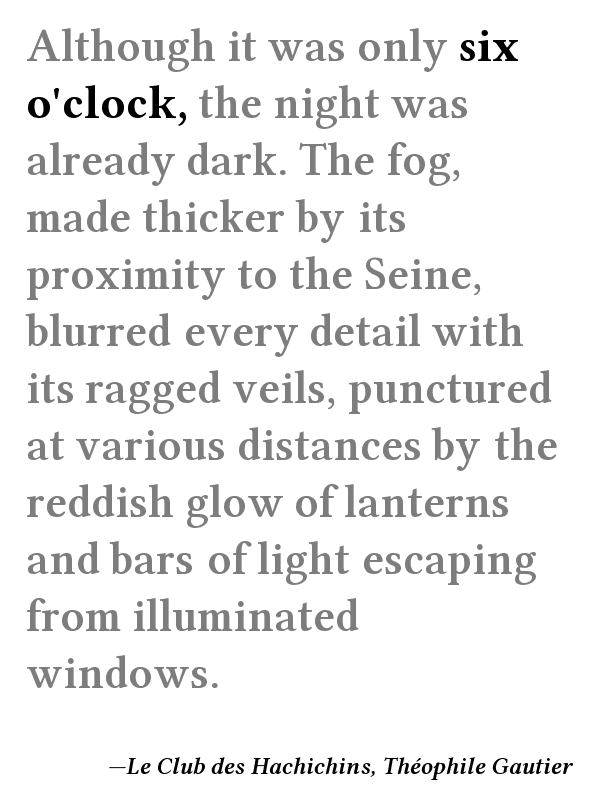 Although it was only six
o'clock, the night was
already dark. The fog,
made thicker by its
proximity to the Seine,
blurred every detail with
its ragged veils, punctured
at various distances by the
reddish glow of lanterns
and bars of light escaping
from illuminated
windows.
—Le Club des Hachichins, Théophile Gautier